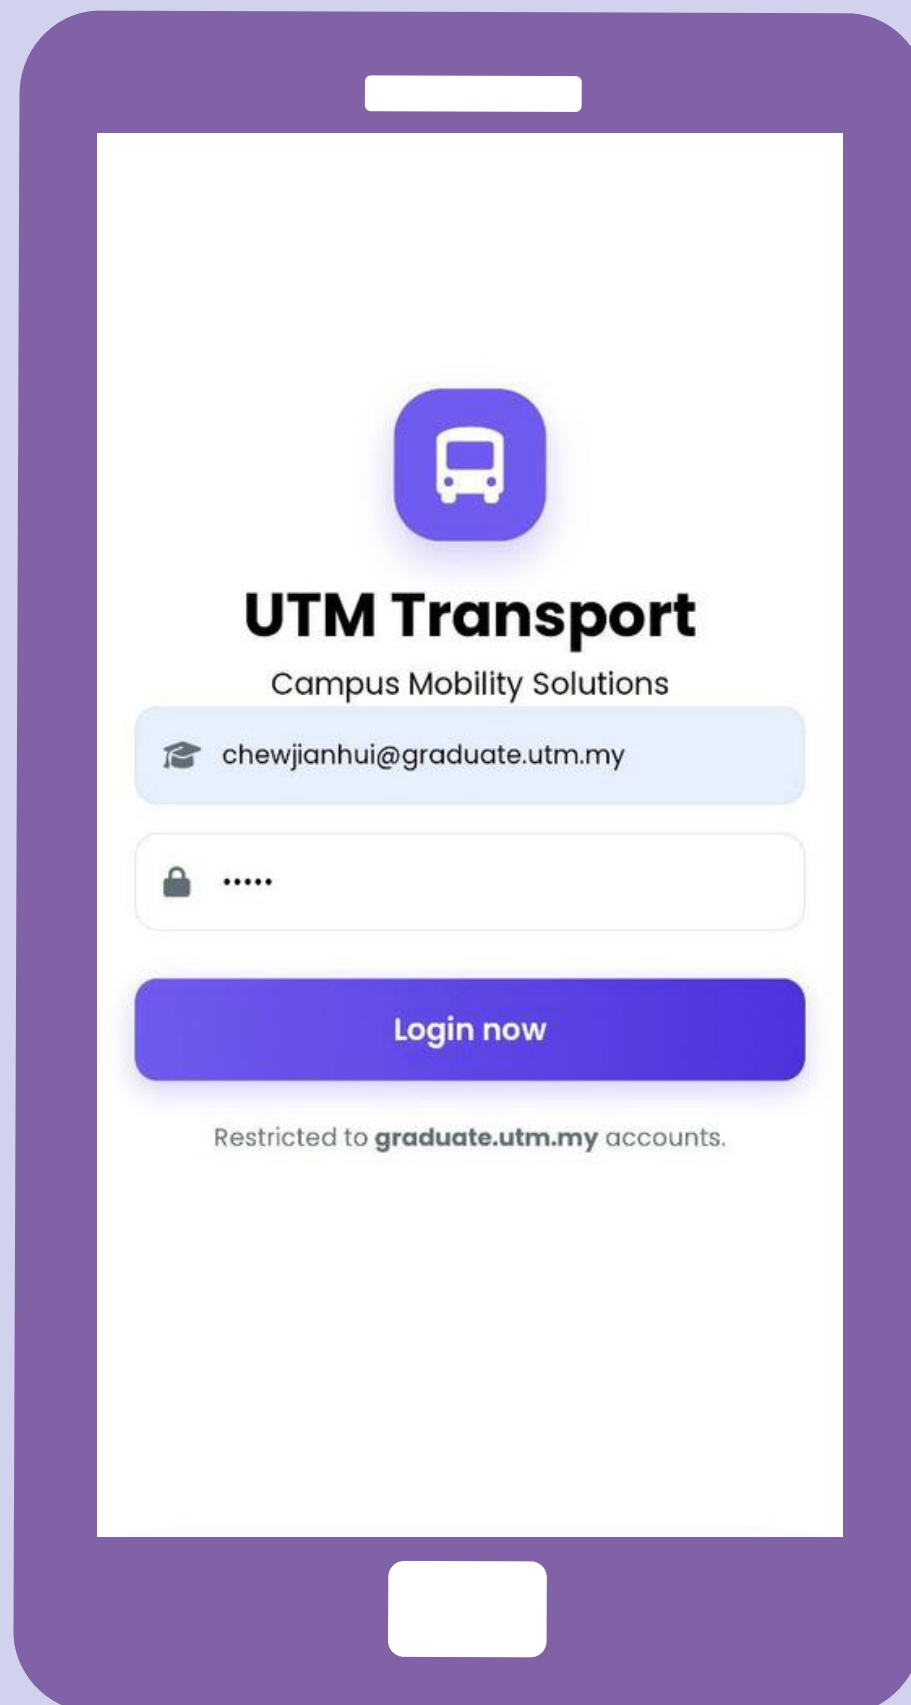 UTM Transport
Campus Mobility Solutions
chewjianhui@graduate.utm.my
•••••
Login now
Restricted to graduate.utm.my accounts.